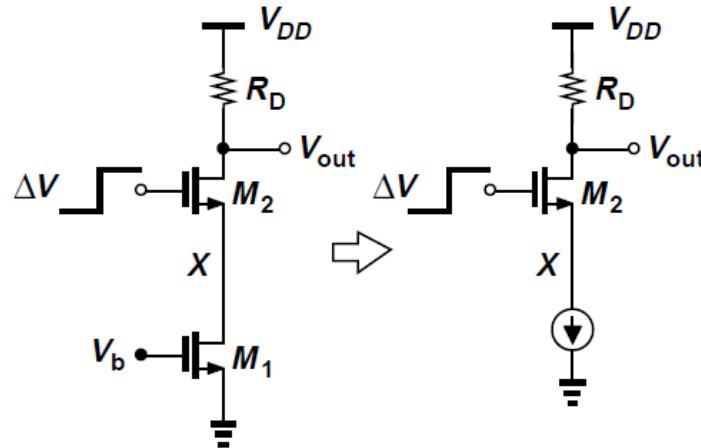 V_DD
R_D
V_out
ΔV
M_2
X
V_b
M_1
V_DD
R_D
V_out
ΔV
M_2
X